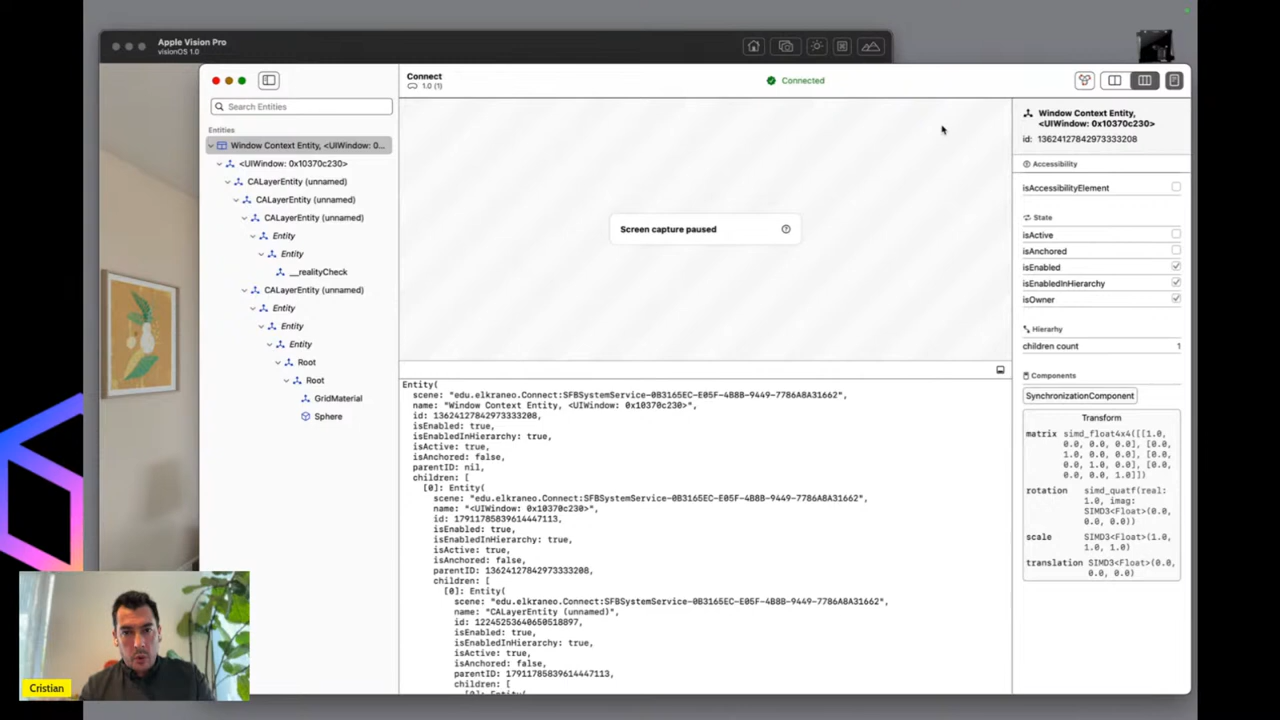 Apple Vision Pro
visionOS 1.0
Connect
1.0 (1)
Connected
Search Entities
Entities
Window Context Entity, <UIWindow: 0...
<UIWindow: 0x10370c230>
CALayerEntity (unnamed)
CALayerEntity (unnamed)
CALayerEntity (unnamed)
Entity
Entity
__realityCheck
CALayerEntity (unnamed)
Entity
Entity
Entity
Root
Root
GridMaterial
Sphere
Screen capture paused
Entity(
scene: "edu.elkraneo.Connect:SFBSystemService-0B3165EC-E05F-4B8B-9449-7786A8A31662",
name: "Window Context Entity, <UIWindow: 0x10370c230>",
id: 13624127842973333208,
isEnabled: true,
isEnabledInHierarchy: true,
isActive: true,
isAnchored: false,
parentID: nil,
children: [
[0]: Entity(
scene: "edu.elkraneo.Connect:SFBSystemService-0B3165EC-E05F-4B8B-9449-7786A8A31662",
name: "<UIWindow: 0x10370c230>",
id: 17911785839614447113,
isEnabled: true,
isEnabledInHierarchy: true,
isActive: true,
isAnchored: false,
parentID: 13624127842973333208,
children: [
[0]: Entity(
scene: "edu.elkraneo.Connect:SFBSystemService-0B3165EC-E05F-4B8B-9449-7786A8A31662",
name: "CALayerEntity (unnamed)",
id: 12245253640650518897,
isEnabled: true,
isEnabledInHierarchy: true,
isActive: true,
isAnchored: false,
parentID: 17911785839614447113,
children: [
Window Context Entity,
<UIWindow: 0x10370c230>
id: 13624127842973333208
Accessibility
isAccessibilityElement
State
isActive
isAnchored
isEnabled
isEnabledInHierarchy
isOwner
Hierarhy
children count 1
Components
SynchronizationComponent
Transform
matrix simd_float4x4([[1.0,
0.0, 0.0, 0.0], [0.0,
1.0, 0.0, 0.0], [0.0,
0.0, 1.0, 0.0], [0.0,
0.0, 0.0, 1.0]])
rotation simd_quatf(real:
1.0, imag:
SIMD3<Float>(0.0,
0.0, 0.0))
scale SIMD3<Float>(1.0,
1.0, 1.0)
translation SIMD3<Float>(0.0,
0.0, 0.0)
Cristian